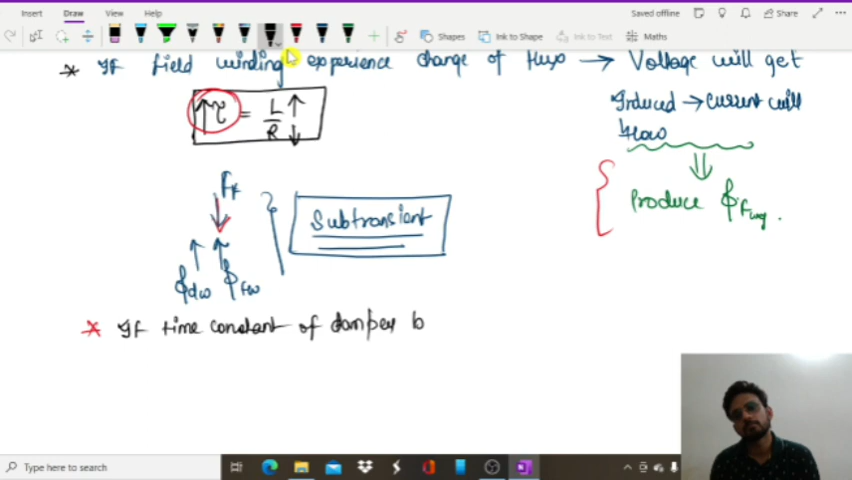 Insert Draw View Help
Saved offline Share
Shapes Ink to Shape Ink to Text Maths
* If field winding experience change of flux → Voltage will get
Induced → current will
flow
↑τ = L↑
R↓
Produce ϕ Fwg.
F
Subtransient
ϕdw ϕfw
* If time constant of damper b
Type here to search